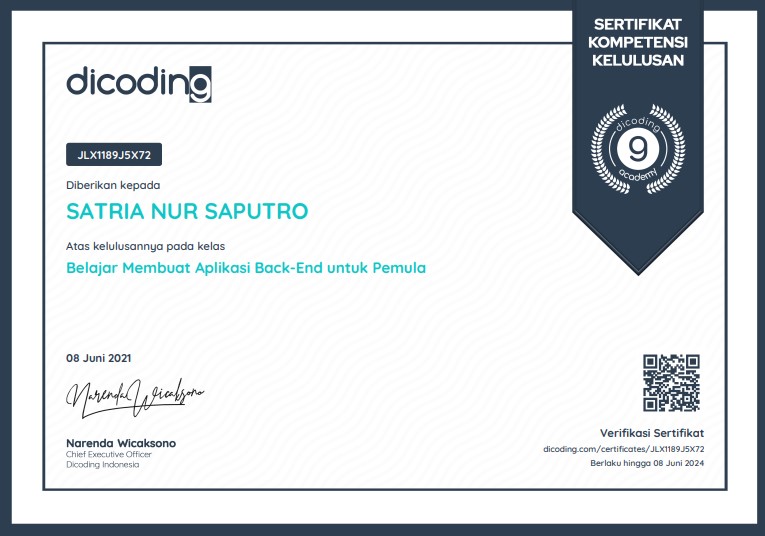 SERTIFIKAT
KOMPETENSI
KELULUSAN
dicoding
9
academy
dicoding
JLX1189J5X72
Diberikan kepada
SATRIA NUR SAPUTRO
Atas kelulusannya pada kelas
Belajar Membuat Aplikasi Back-End untuk Pemula
08 Juni 2021
Narenda Wicaksono
Narenda Wicaksono
Chief Executive Officer
Dicoding Indonesia
Verifikasi Sertifikat
dicoding.com/certificates/JLX1189J5X72
Berlaku hingga 08 Juni 2024